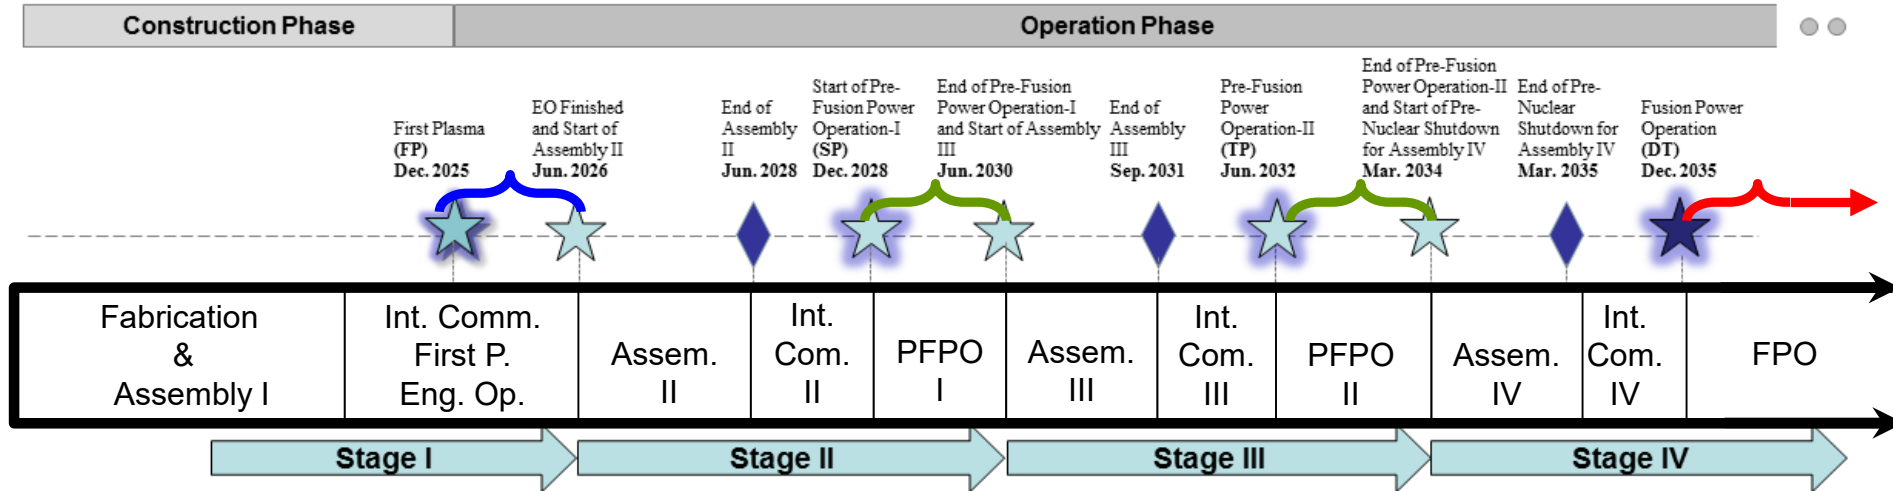 Construction Phase
Operation Phase
First Plasma
(FP)
Dec. 2025
EO Finished
and Start of
Assembly II
Jun. 2026
End of
Assembly
II
Jun. 2028
Start of Pre-
Fusion Power
Operation-I
(SP)
Dec. 2028
End of Pre-Fusion
Power Operation-I
and Start of Assembly
III
Jun. 2030
End of
Assembly
III
Sep. 2031
Pre-Fusion
Power
Operation-II
(TP)
Jun. 2032
End of Pre-Fusion
Power Operation-II
and Start of Pre-
Nuclear Shutdown
for Assembly IV
Mar. 2034
End of Pre-
Nuclear
Shutdown for
Assembly IV
Mar. 2035
Fusion Power
Operation
(DT)
Dec. 2035
Fabrication
&
Assembly I
Int. Comm.
First P.
Eng. Op.
Assem.
II
Int.
Com.
II
PFPO
I
Assem.
III
Int.
Com.
III
PFPO
II
Assem.
IV
Int.
Com.
IV
FPO
Stage I
Stage II
Stage III
Stage IV